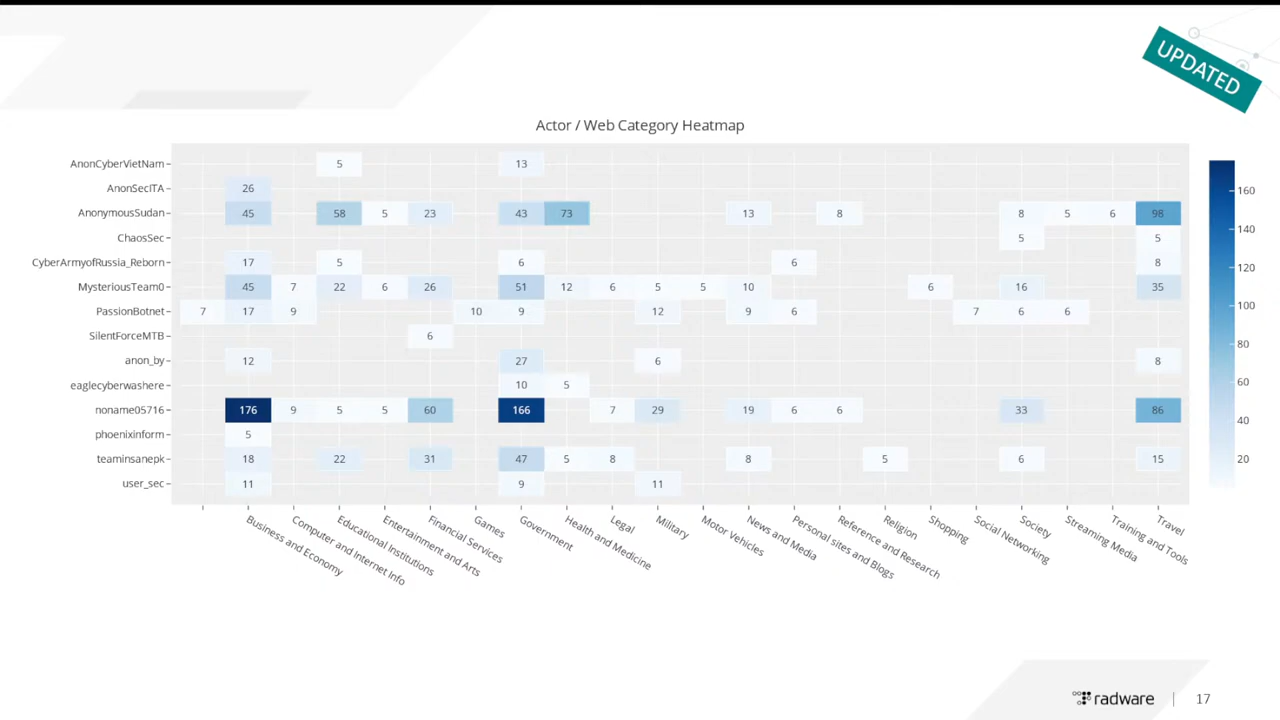 UPDATED
Actor / Web Category Heatmap
AnonCyberVietNam 5 13
AnonSecITA 26
AnonymousSudan 45 58 5 23 43 73 13 8 8 5 6 98
ChaosSec 5 5
CyberArmyofRussia_Reborn 17 5 6 6 8
MysteriousTeam0 45 7 22 6 26 51 12 6 5 5 10 6 16 35
PassionBotnet 7 17 9 10 9 12 9 6 7 6 6
SilentForceMTB 6
anon_by 12 27 6 8
eaglecyberwashere 10 5
noname05716 176 9 5 5 60 166 7 29 19 6 6 33 86
phoenixinform 5
teaminsanepk 18 22 31 47 5 8 8 5 6 15
user_sec 11 9 11
Business and Economy
Computer and Internet Info
Educational Institutions
Entertainment and Arts
Financial Services
Games
Government
Health and Medicine
Legal
Military
Motor Vehicles
News and Media
Personal sites and Blogs
Reference and Research
Religion
Shopping
Social Networking
Society
Streaming Media
Training and Tools
Travel
160
140
120
100
80
60
40
20
radware
17